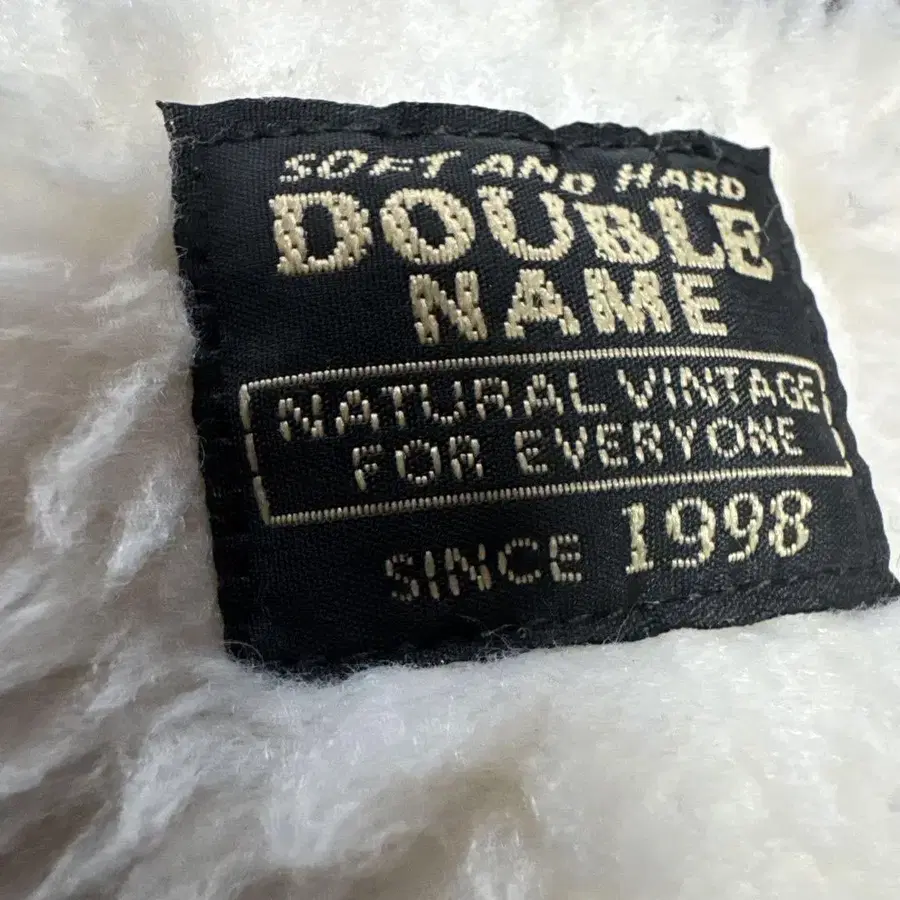 SOFT AND HARD
DOUBLE
NAME
NATURAL VINTAGE
FOR EVERYONE
SINCE 1998